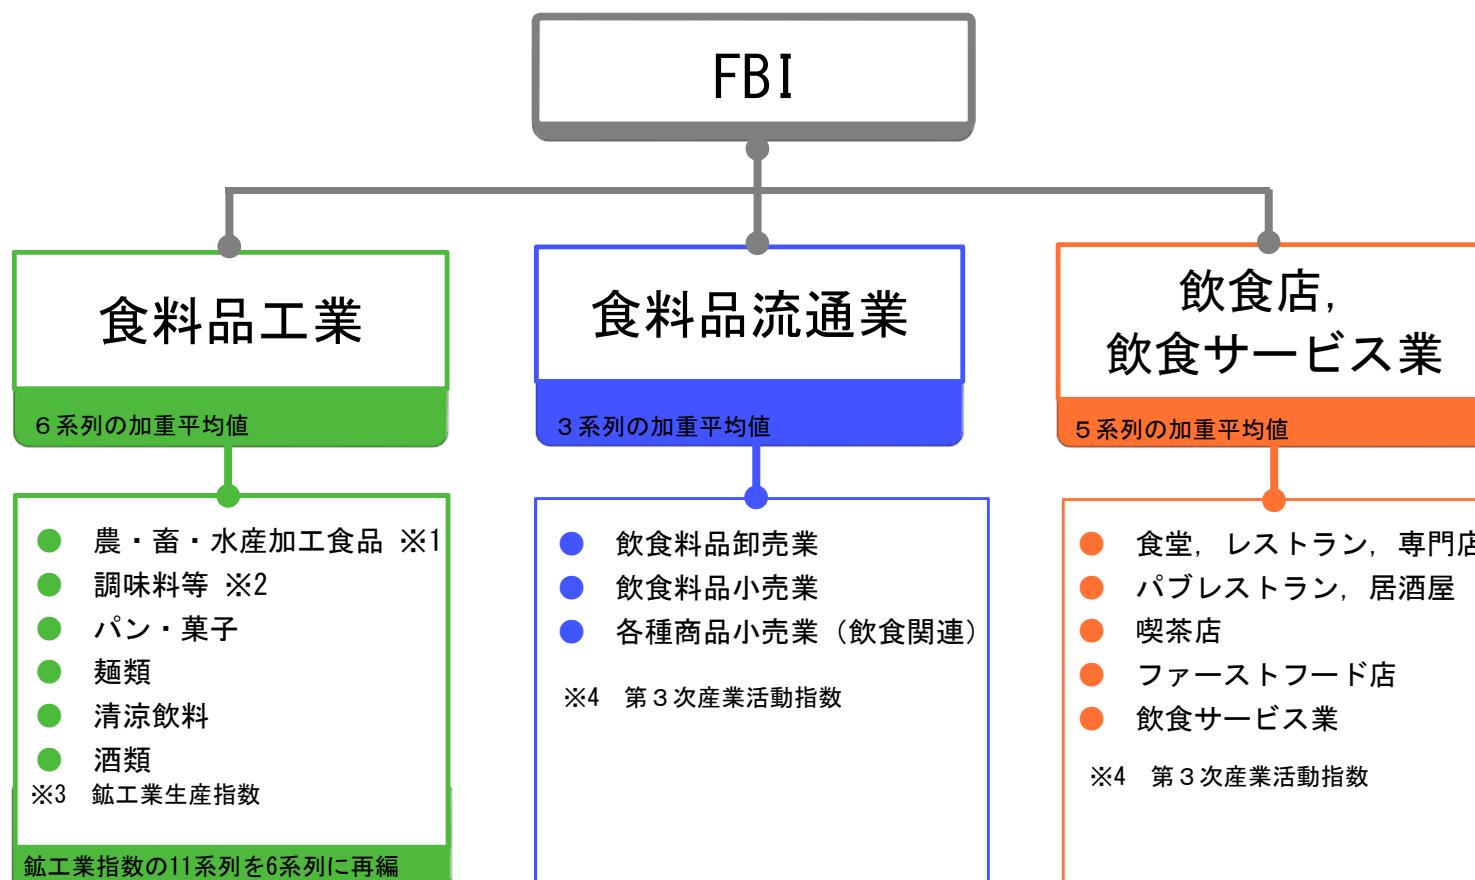 FBI
食料品工業
６系列の加重平均値
農・畜・水産加工食品 ※1
調味料等 ※2
パン・菓子
麺類
清涼飲料
酒類
※3 鉱工業生産指数
鉱工業指数の11系列を6系列に再編
食料品流通業
３系列の加重平均値
飲食料品卸売業
飲食料品小売業
各種商品小売業（飲食関連）
※4 第３次産業活動指数
飲食店,
飲食サービス業
５系列の加重平均値
食堂, レストラン, 専門店
パブレストラン, 居酒屋
喫茶店
ファーストフード店
飲食サービス業
※4 第３次産業活動指数